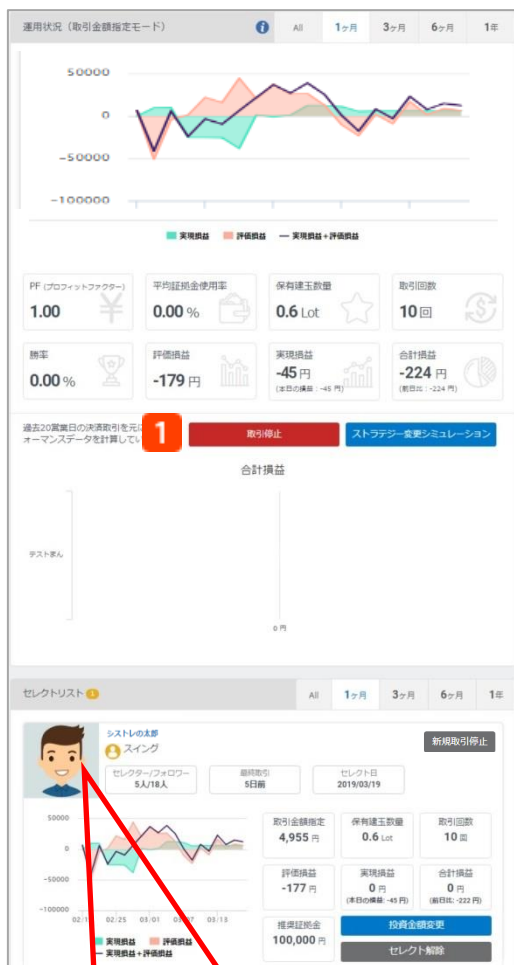 運用状況（取引金額指定モード） i All 1ヶ月 3ヶ月 6ヶ月 1年
50000
0
-50000
-100000
実現損益 評価損益 実現損益+評価損益
PF (プロフィットファクター) 平均証拠金使用率 保有建玉数量 取引回数
1.00 0.00 % 0.6 Lot 10 回
勝率 評価損益 実現損益 合計損益
0.00 % -179 円 -45 円 -224 円
(本日の損益 : -45 円) (前日比 : -224 円)
過去20営業日の決済取引を元に
オーマンスデータを計算してい
1 取引停止 ストラテジー変更シミュレーション
合計損益
テストまん
0 円
セレクトリスト 1 All 1ヶ月 3ヶ月 6ヶ月 1年
システムの太郎
スイング 新規取引停止
セレクター/フォロワー 最終取引 セレクト日
5人/18人 5日前 2019/03/19
取引金額指定 保有建玉数量 取引回数
4,955 円 0.6 Lot 10 回
評価損益 実現損益 合計損益
-177 円 0 円 0 円
(本日の損益: -45 円) (前日比: -222 円)
推奨証拠金 投資金額変更
100,000 円 セレクト解除
50000
0
-50000
-100000
02/25 03/01 03/07 03/13
実現損益 評価損益
実現損益+評価損益